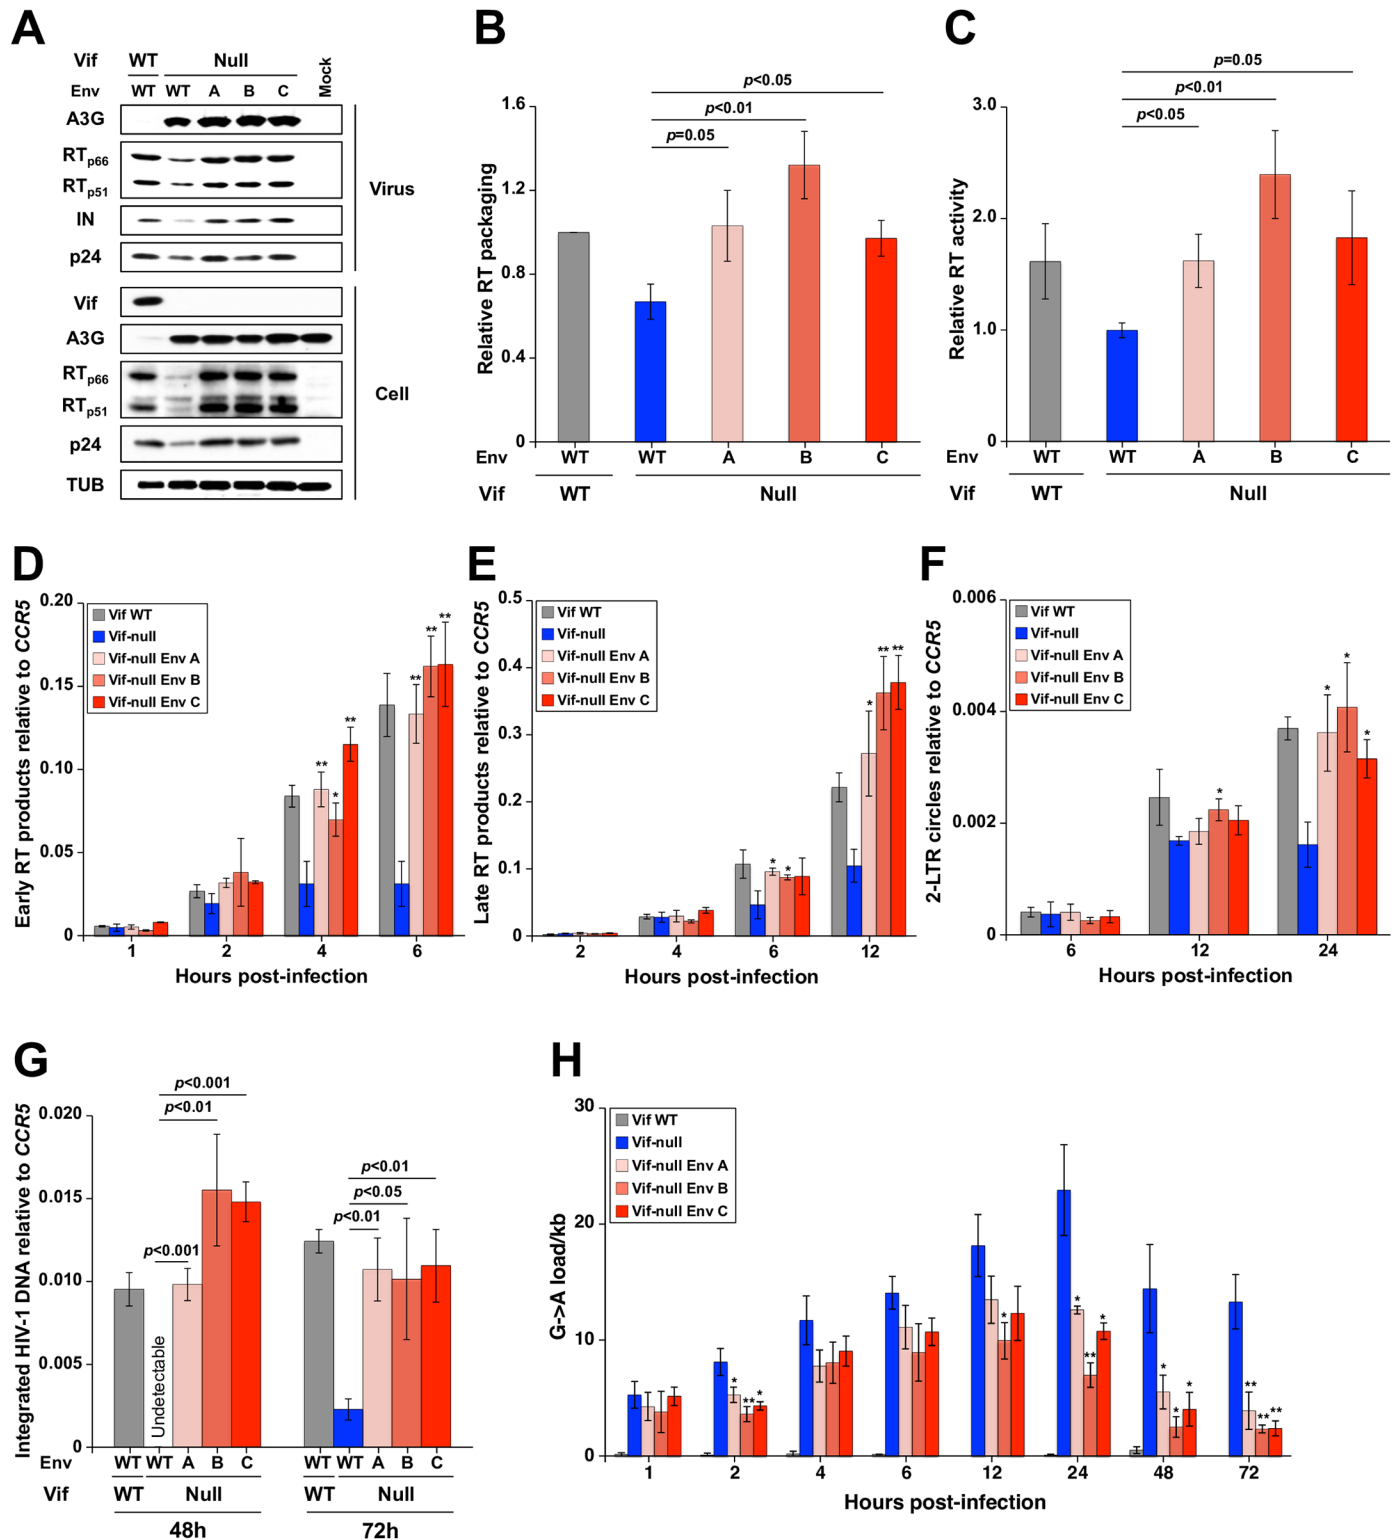 A
Vif WT Null
Env WT WT A B C Mock
A3G
RTp66
RTp51
IN
p24
Virus
Vif
A3G
RTp66
RTp51
p24
TUB
Cell
B
Relative RT packaging
1.6
1.2
0.8
0.4
0
p<0.05
p<0.01
p=0.05
Env WT WT A B C
Vif WT Null
C
Relative RT activity
3.0
2.0
1.0
0
p=0.05
p<0.01
p<0.05
Env WT WT A B C
Vif WT Null
D
Early RT products relative to CCR5
0.20
0.15
0.10
0.05
0
Vif WT
Vif-null
Vif-null Env A
Vif-null Env B
Vif-null Env C
** * **
** ** **
1 2 4 6
Hours post-infection
E
Late RT products relative to CCR5
0.5
0.4
0.3
0.2
0.1
0
Vif WT
Vif-null
Vif-null Env A
Vif-null Env B
Vif-null Env C
* *
* ** **
2 4 6 12
Hours post-infection
F
2-LTR circles relative to CCR5
0.006
0.004
0.002
0
Vif WT
Vif-null
Vif-null Env A
Vif-null Env B
Vif-null Env C
*
* * *
6 12 24
Hours post-infection
G
Integrated HIV-1 DNA relative to CCR5
0.020
0.015
0.010
0.005
0
p<0.001
p<0.01
p<0.001
Undetectable
p<0.01
p<0.05
p<0.01
Env WT WT A B C WT WT A B C
Vif WT Null WT Null
48h 72h
H
G->A load/kb
30
20
10
0
Vif WT
Vif-null
Vif-null Env A
Vif-null Env B
Vif-null Env C
* ** *
*
* ** *
* * *
** ** **
1 2 4 6 12 24 48 72
Hours post-infection